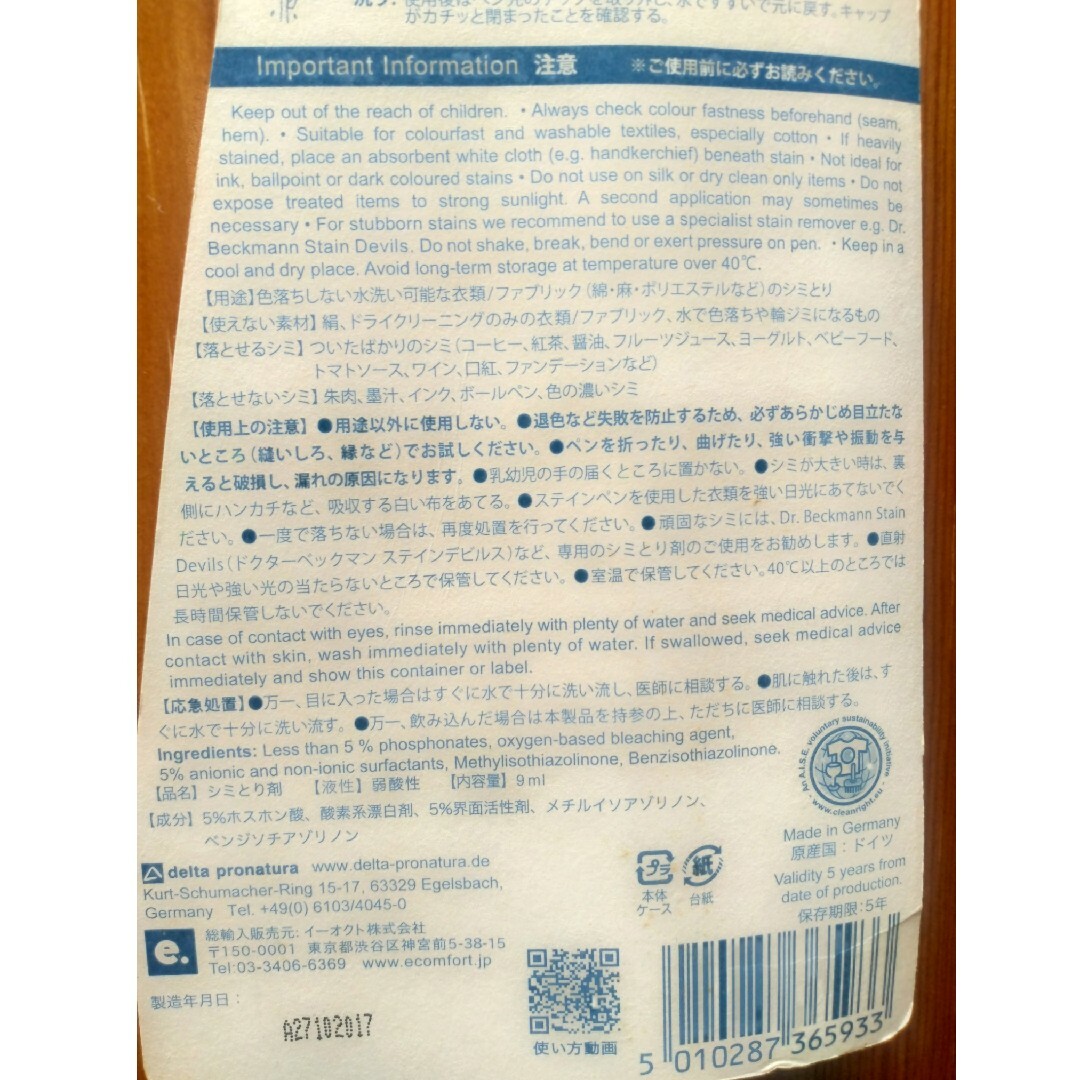 がカチッと閉まったことを確認する。
Important Information 注意 ※ご使用前に必ずお読みください。
Keep out of the reach of children. • Always check colour fastness beforehand (seam,
hem). • Suitable for colourfast and washable textiles, especially cotton • If heavily
stained, place an absorbent white cloth (e.g. handkerchief) beneath stain • Not ideal for
ink, ballpoint or dark coloured stains • Do not use on silk or dry clean only items • Do not
expose treated items to strong sunlight. A second application may sometimes be
necessary • For stubborn stains we recommend to use a specialist stain remover e.g. Dr.
Beckmann Stain Devils. Do not shake, break, bend or exert pressure on pen. • Keep in a
cool and dry place. Avoid long-term storage at temperature over 40℃.
【用途】色落ちしない水洗い可能な衣類/ファブリック(綿・麻・ポリエステルなど)のシミとり
【使えない素材】絹、ドライクリーニングのみの衣類/ファブリック、水で色落ちや輪ジミになるもの
【落とせるシミ】ついたばかりのシミ(コーヒー、紅茶、醤油、フルーツジュース、ヨーグルト、ベビーフード、
トマトソース、ワイン、口紅、ファンデーションなど)
【落とせないシミ】朱肉、墨汁、インク、ボールペン、色の濃いシミ
【使用上の注意】●用途以外に使用しない。●退色など失敗を防止するため、必ずあらかじめ目立たな
いところ(縫いしろ、縁など)でお試しください。●ペンを折ったり、曲げたり、強い衝撃や振動を与
えると破損し、漏れの原因になります。●乳幼児の手の届くところに置かない。●シミが大きい時は、裏
側にハンカチなど、吸収する白い布をあてる。●ステインペンを使用した衣類を強い日光にあてないでく
ださい。●一度で落ちない場合は、再度処置を行ってください。●頑固なシミには、Dr. Beckmann Stain
Devils(ドクターベックマン ステインデビルス)など、専用のシミとり剤のご使用をお勧めします。●直射
日光や強い光の当たらないところで保管してください。●室温で保管してください。40℃以上のところでは
長時間保管しないでください。
In case of contact with eyes, rinse immediately with plenty of water and seek medical advice. After
contact with skin, wash immediately with plenty of water. If swallowed, seek medical advice
immediately and show this container or label.
【応急処置】●万一、目に入った場合はすぐに水で十分に洗い流し、医師に相談する。●肌に触れた後は、す
ぐに水で十分に洗い流す。●万一、飲み込んだ場合は本製品を持参の上、ただちに医師に相談する。
Ingredients: Less than 5 % phosphonates, oxygen-based bleaching agent,
5% anionic and non-ionic surfactants, Methylisothiazolinone, Benzisothiazolinone.
【品名】シミとり剤 【液性】弱酸性 【内容量】9ml
【成分】5%ホスホン酸、酸素系漂白剤、5%界面活性剤、メチルイソアゾリノン、
ベンジソチアゾリノン
An A.I.S.E. voluntary sustainability initiative
www.cleanright.eu
Made in Germany
原産国：ドイツ
Validity 5 years from
date of production.
保存期限:5年
delta pronatura www.delta-pronatura.de
Kurt-Schumacher-Ring 15-17, 63329 Egelsbach,
Germany Tel. +49(0) 6103/4045-0
プラ 紙
本体 台紙
ケース
e. 総輸入販売元: イーオクト株式会社
〒150-0001 東京都渋谷区神宮前5-38-15
Tel:03-3406-6369 www.ecomfort.jp
製造年月日：
A27102017
使い方動画
5 010287 365933